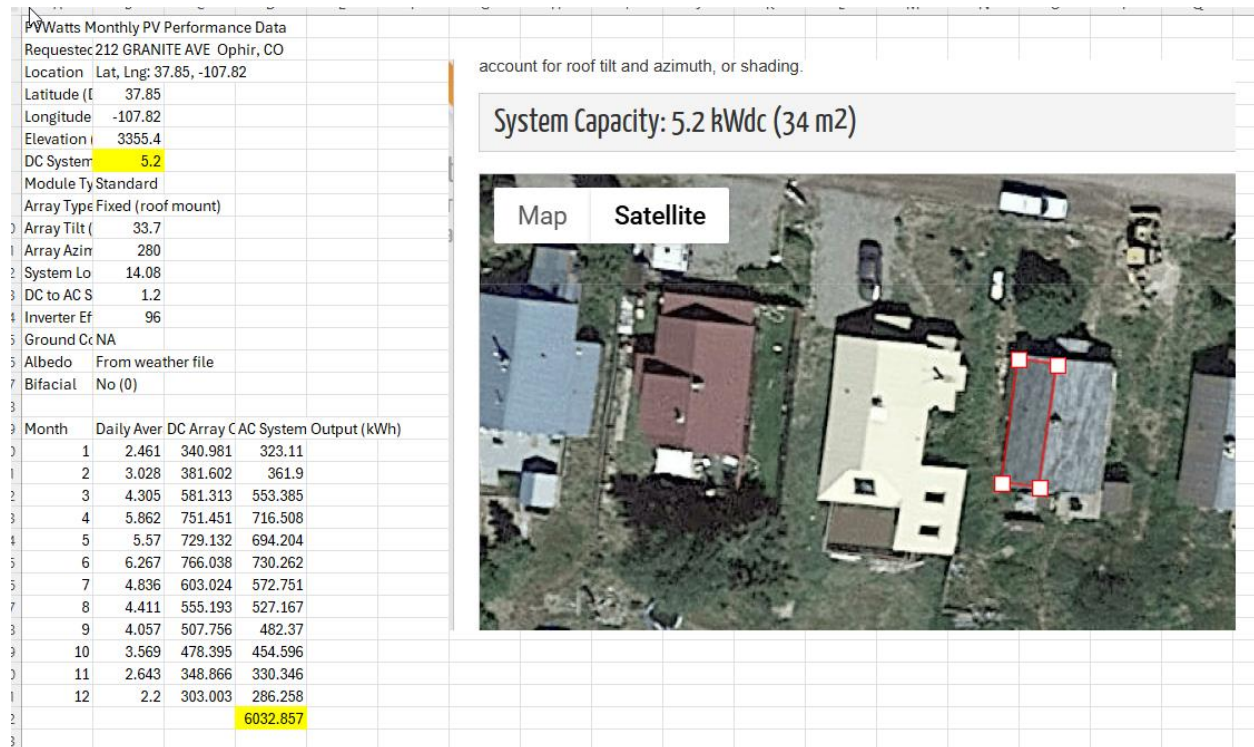 PVWatts Monthly PV Performance Data
Requestec 212 GRANITE AVE Ophir, CO
Location Lat, Lng: 37.85, -107.82
Latitude (D 37.85
Longitude -107.82
Elevation ( 3355.4
DC System 5.2
Module Ty Standard
Array Type Fixed (roof mount)
Array Tilt ( 33.7
Array Azim 280
System Lo 14.08
DC to AC S 1.2
Inverter Ef 96
Ground Co NA
Albedo From weather file
Bifacial No (0)
Month Daily Aver DC Array C AC System Output (kWh)
1 2.461 340.981 323.11
2 3.028 381.602 361.9
3 4.305 581.313 553.385
4 5.862 751.451 716.508
5 5.57 729.132 694.204
6 6.267 766.038 730.262
7 4.836 603.024 572.751
8 4.411 555.193 527.167
9 4.057 507.756 482.37
10 3.569 478.395 454.596
11 2.643 348.866 330.346
12 2.2 303.003 286.258
6032.857
account for roof tilt and azimuth, or shading.
System Capacity: 5.2 kWdc (34 m2)
Map Satellite